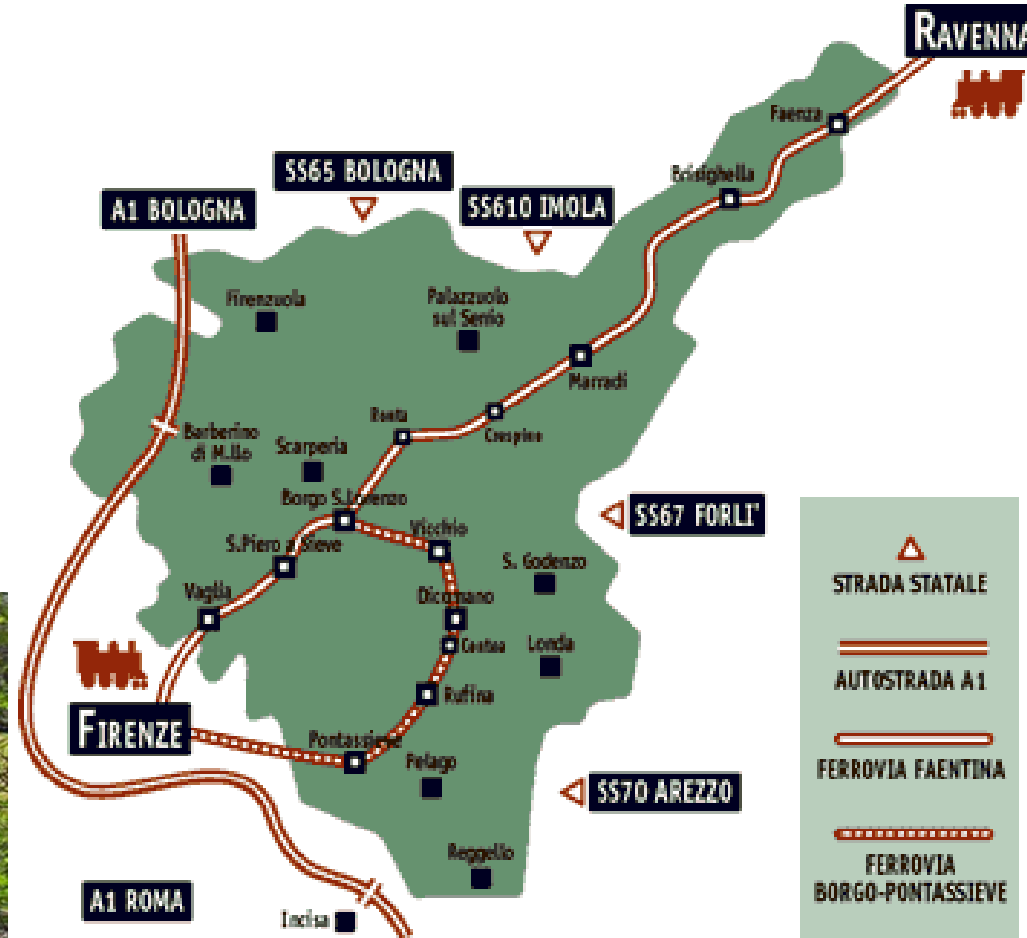 RAVENNA
Faenza
Brisighella
SS65 BOLOGNA
A1 BOLOGNA
SS610 IMOLA
Firenzuola
Palazzuolo
sul Senio
Marradi
Ronta
Crespino
Barberino
di M.llo
Scarperia
Borgo S.Lorenzo
SS67 FORLI'
Vicchio
S.Piero a Sieve
S. Godenzo
Vaglia
Dicomano
Contea
Londa
Rufina
FIRENZE
Pontassieve
Pelago
SS70 AREZZO
Reggello
A1 ROMA
Incisa
STRADA STATALE
AUTOSTRADA A1
FERROVIA FAENTINA
FERROVIA
BORGO-PONTASSIEVE